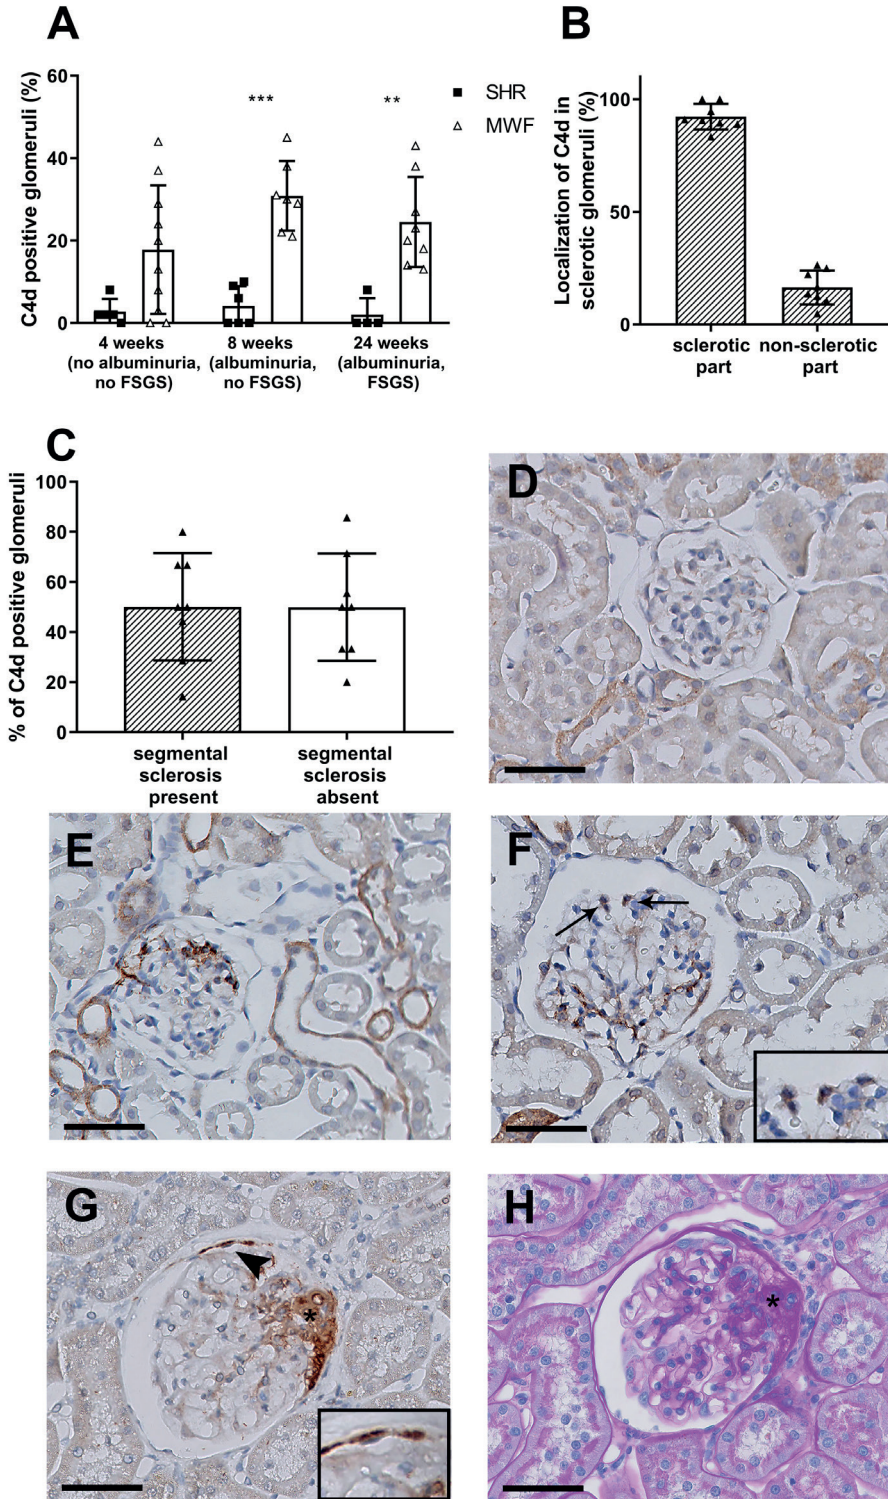 A
C4d positive glomeruli (%)
60
40
20
0
***
**
SHR
MWF
4 weeks
(no albuminuria,
no FSGS)
8 weeks
(albuminuria,
no FSGS)
24 weeks
(albuminuria,
FSGS)
B
Localization of C4d in
sclerotic glomeruli (%)
100
50
0
sclerotic
part
non-sclerotic
part
C
% of C4d positive glomeruli
100
80
60
40
20
0
segmental
sclerosis
present
segmental
sclerosis
absent
D
E
F
G
*
H
*